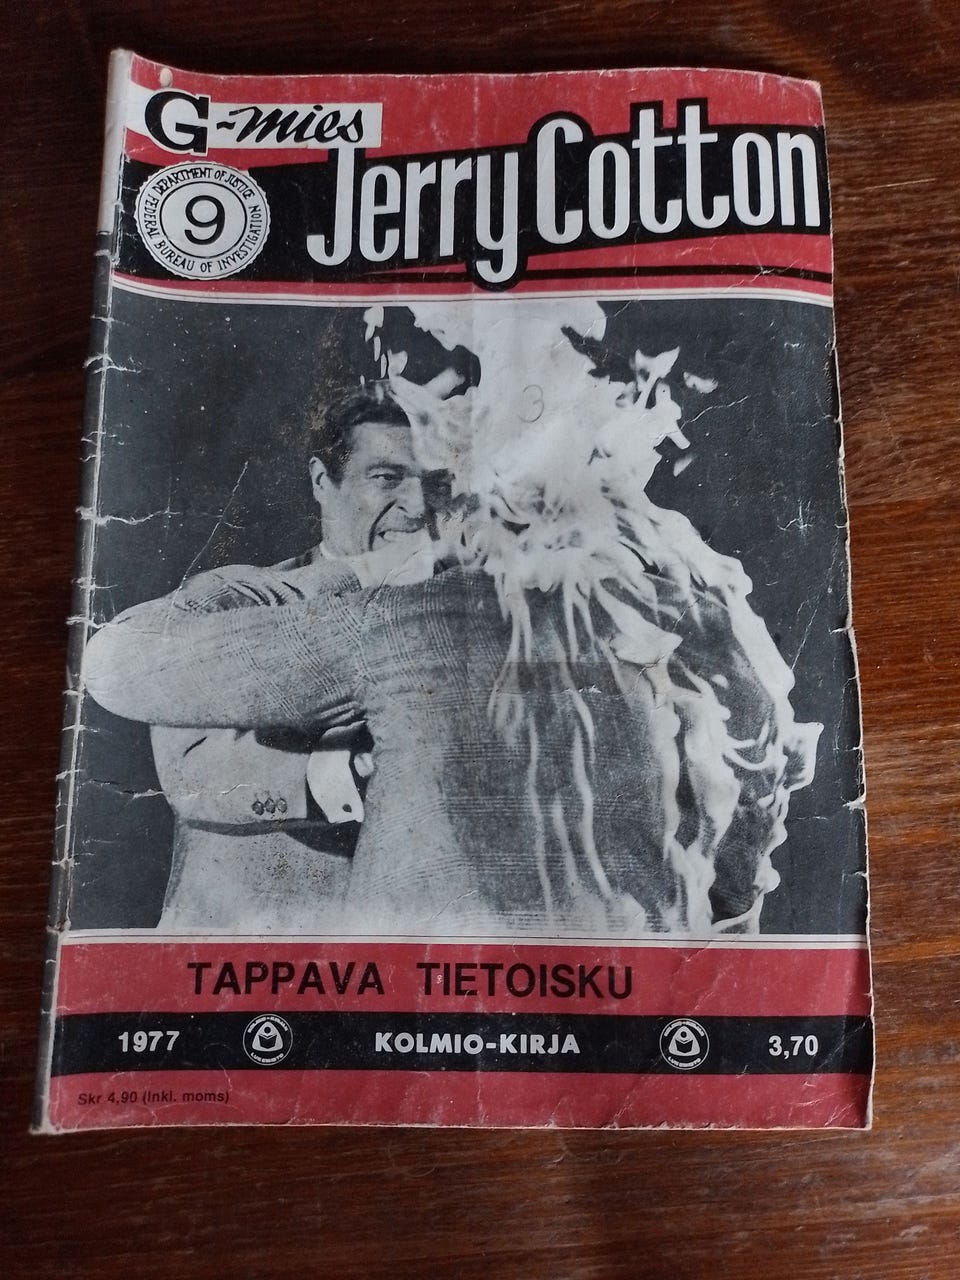 G-mies
Jerry Cotton
DEPARTMENT OF JUSTICE
9
FEDERAL BUREAU OF INVESTIGATION
3
TAPPAVA TIETOISKU
1977 KOLMIO-KIRJA 3,70
Skr 4,90 (Inkl. moms)